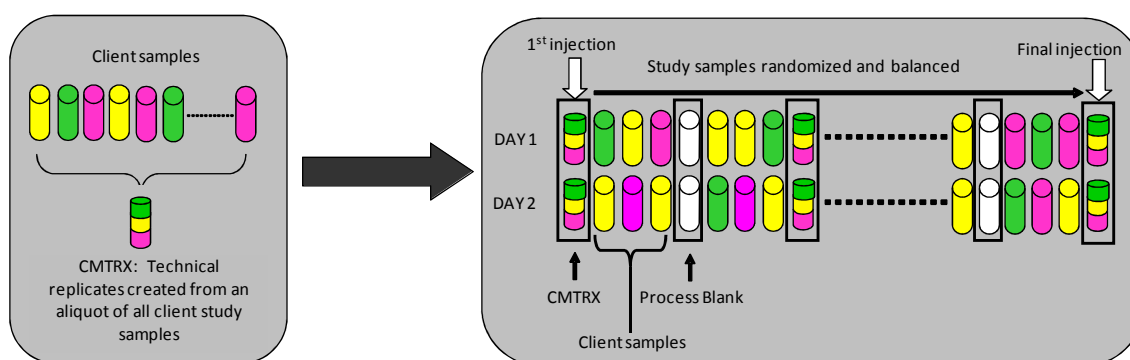 Client samples
CMTRX: Technical
replicates created from an
aliquot of all client study
samples
1st injection
Final injection
Study samples randomized and balanced
DAY 1
DAY 2
CMTRX
Process Blank
Client samples